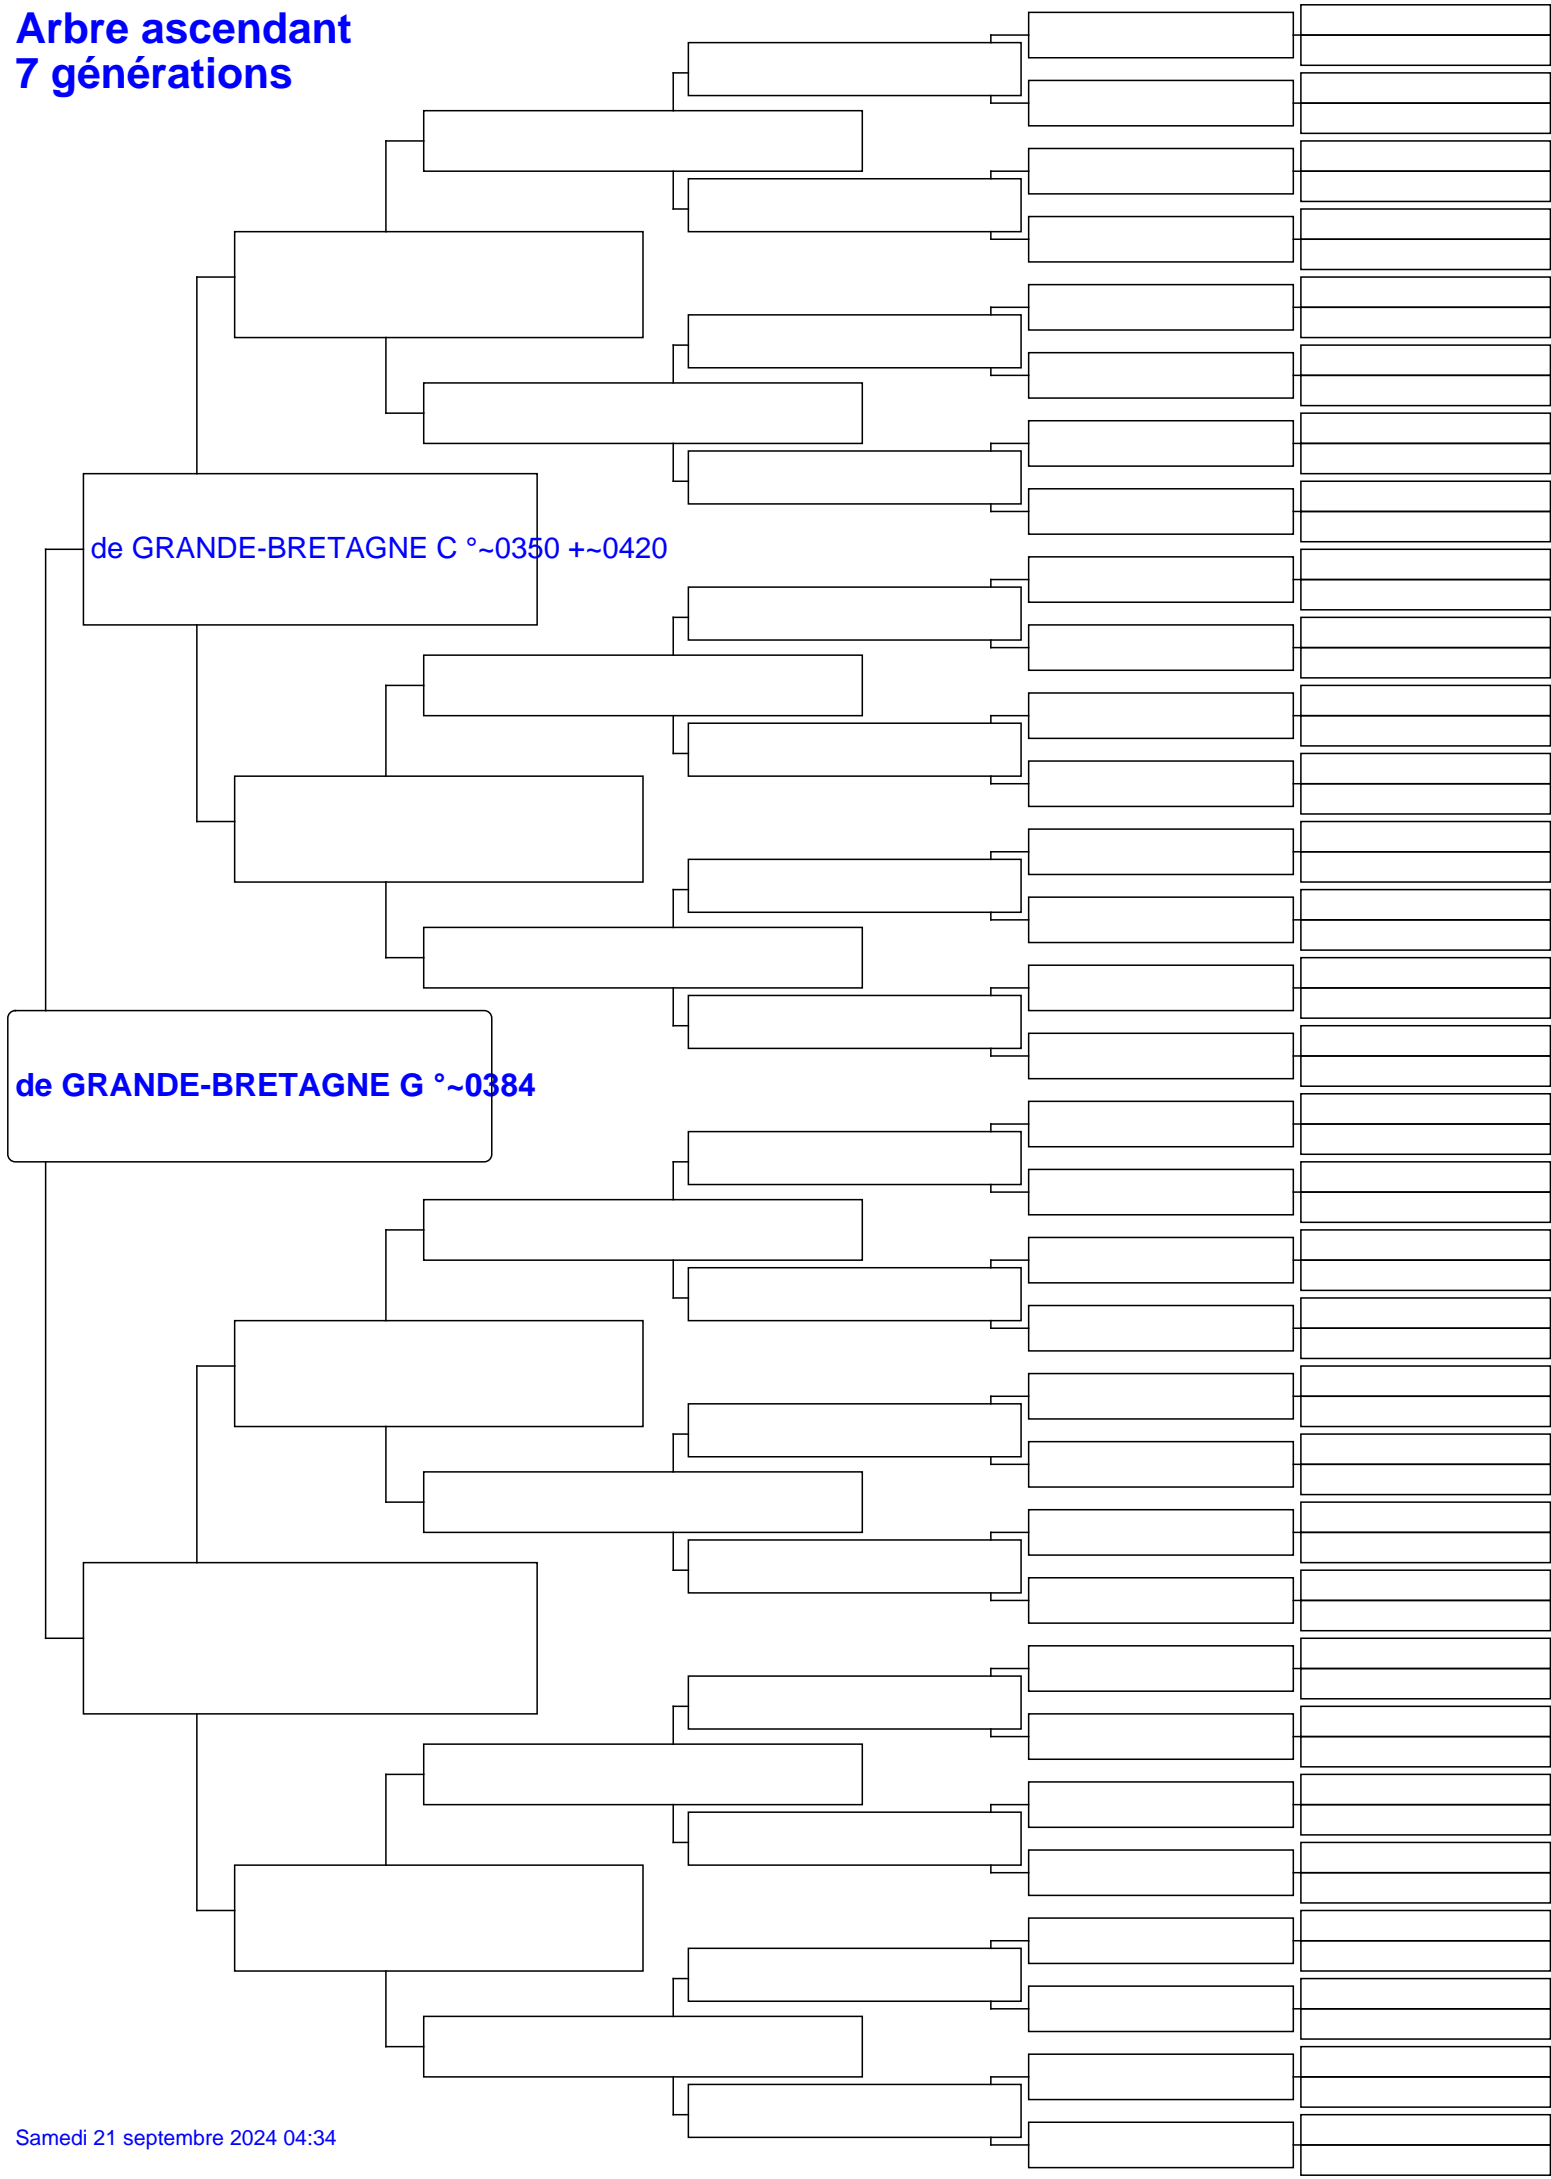 Arbre ascendant
7 générations
de GRANDE-BRETAGNE C °~0350 +~0420
de GRANDE-BRETAGNE G °~0384
Samedi 21 septembre 2024 04:34